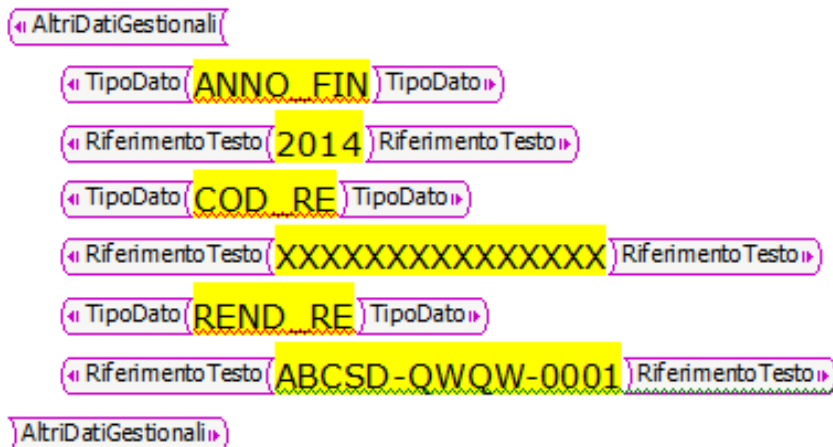 AltriDatiGestionali
TipoDato ANNO_FIN TipoDato
RiferimentoTesto 2014 RiferimentoTesto
TipoDato COD_RE TipoDato
RiferimentoTesto XXXXXXXXXXXXXXX RiferimentoTesto
TipoDato REND_RE TipoDato
RiferimentoTesto ABCSD-QWQW-0001 RiferimentoTesto
AltriDatiGestionali